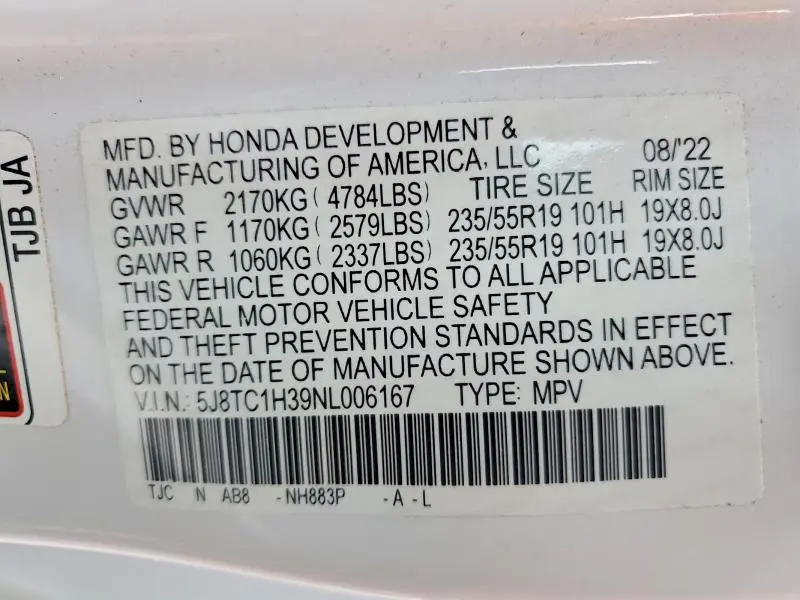 MFD. BY HONDA DEVELOPMENT &
MANUFACTURING OF AMERICA, LLC 08/'22
GVWR 2170KG ( 4784LBS) TIRE SIZE RIM SIZE
GAWR F 1170KG ( 2579LBS) 235/55R19 101H 19X8.0J
GAWR R 1060KG ( 2337LBS) 235/55R19 101H 19X8.0J
THIS VEHICLE CONFORMS TO ALL APPLICABLE
FEDERAL MOTOR VEHICLE SAFETY
AND THEFT PREVENTION STANDARDS IN EFFECT
ON THE DATE OF MANUFACTURE SHOWN ABOVE.
V.I.N.: 5J8TC1H39NL006167 TYPE: MPV
TJC N AB8 -NH883P -A -L
TJB JA
N